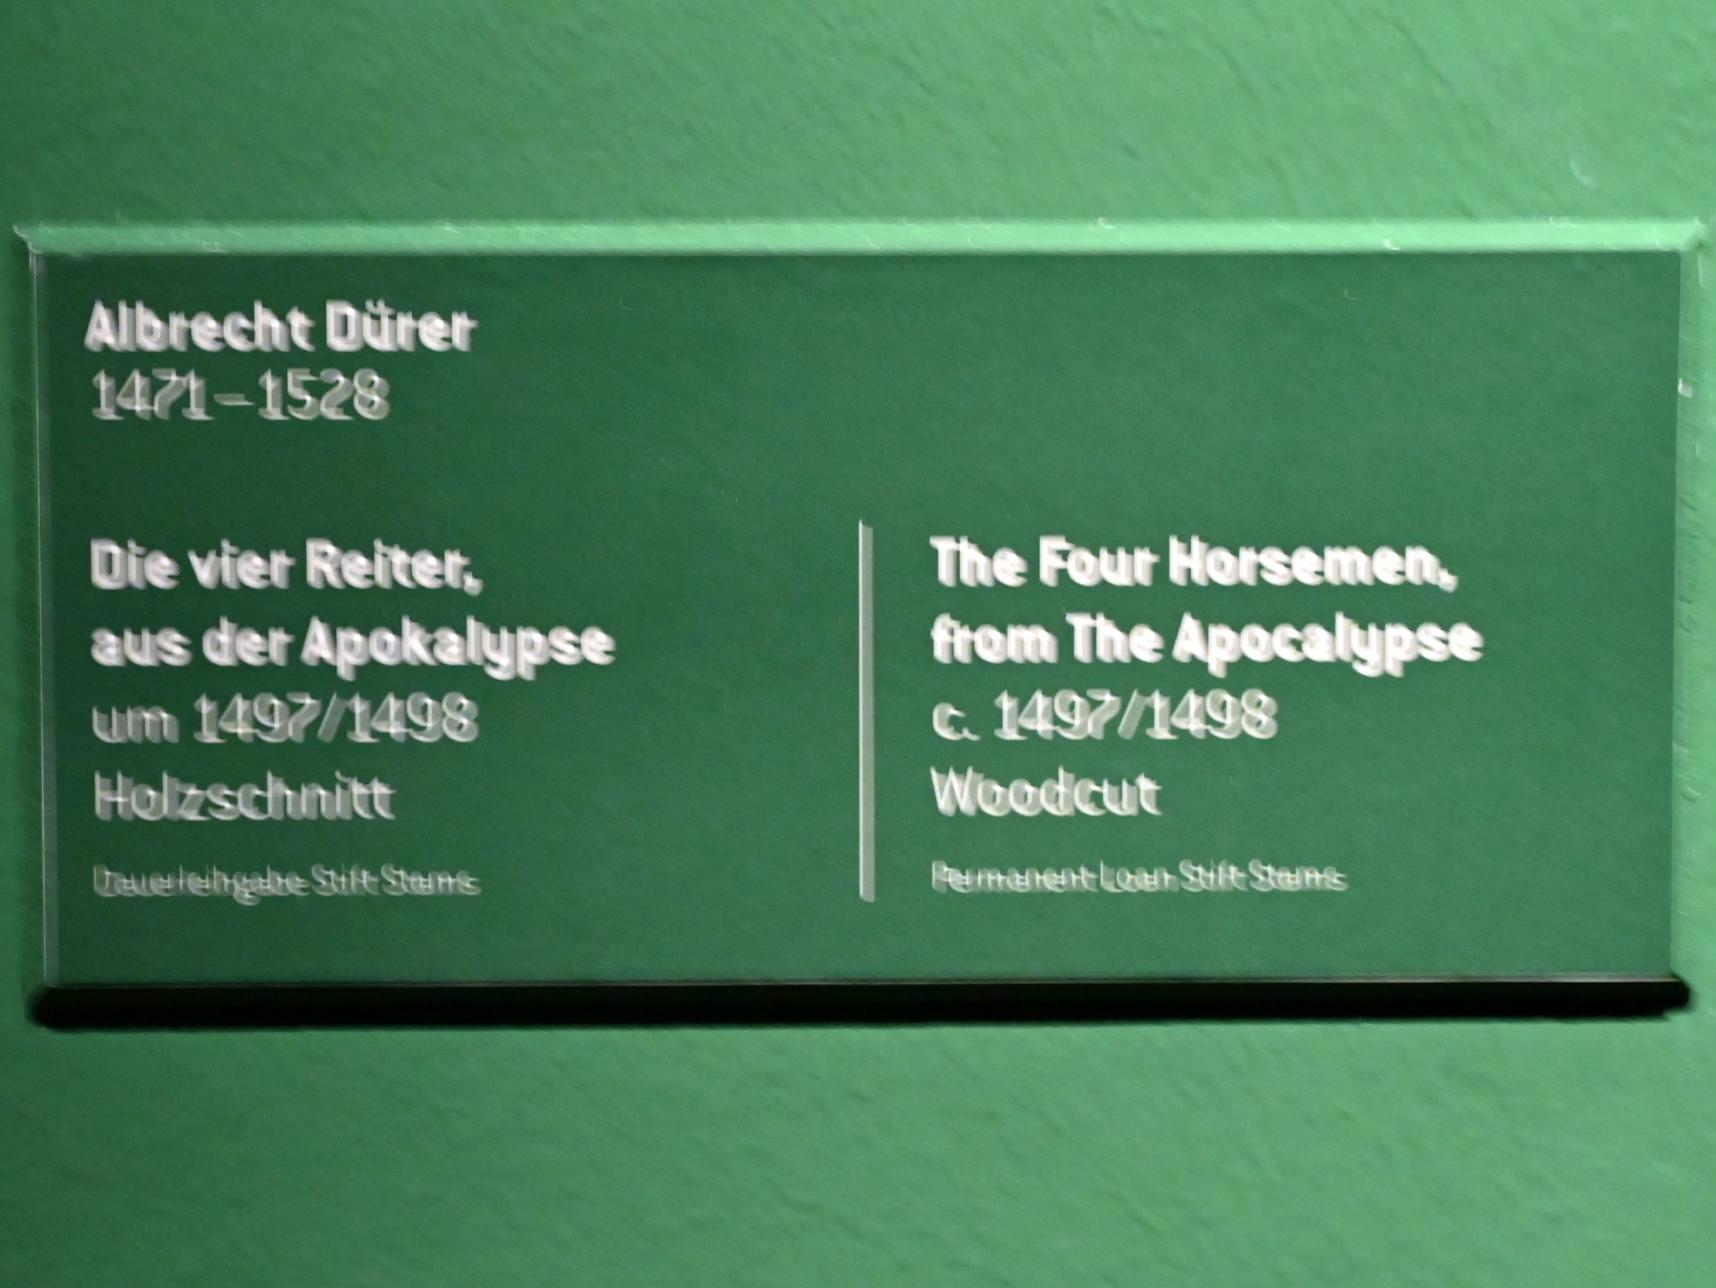 Albrecht Dürer
1471–1528
Die vier Reiter,
aus der Apokalypse
um 1497/1498
Holzschnitt
Dauerleihgabe Stift Stams
The Four Horsemen,
from The Apocalypse
c. 1497/1498
Woodcut
Permanent Loan Stift Stams